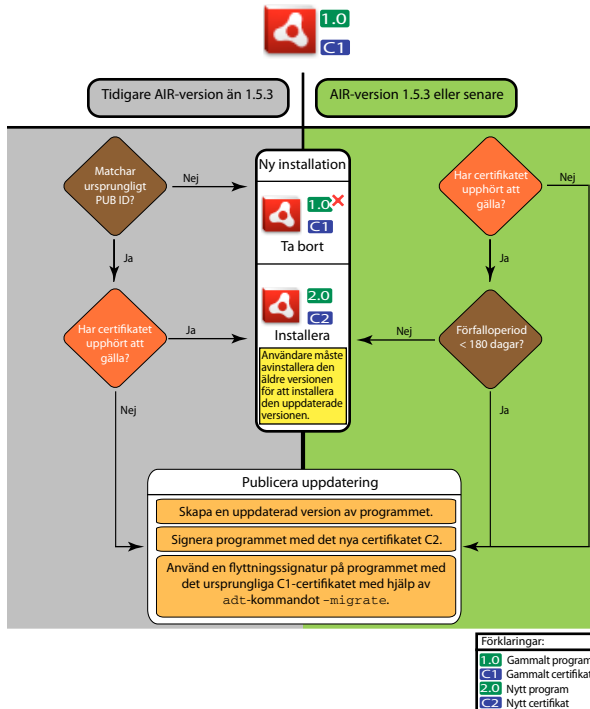 1.0
C1
Tidigare AIR-version än 1.5.3
AIR-version 1.5.3 eller senare
Matchar
ursprungligt
PUB ID?
Nej
Ja
Har certifikatet
upphört att
gälla?
Ja
Nej
Ny installation
1.0
C1
Ta bort
2.0
C2
Installera
Användare måste
avinstallera den
äldre versionen
för att installera
den uppdaterade
versionen.
Har certifikatet
upphört att
gälla?
Nej
Ja
Förfalloperiod
< 180 dagar?
Nej
Ja
Publicera uppdatering
Skapa en uppdaterad version av programmet.
Signera programmet med det nya certifikatet C2.
Använd en flyttningssignatur på programmet med
det ursprungliga C1-certifikatet med hjälp av
adt-kommandot -migrate.
Förklaringar:
1.0 Gammalt program
C1 Gammalt certifikat
2.0 Nytt program
C2 Nytt certifikat